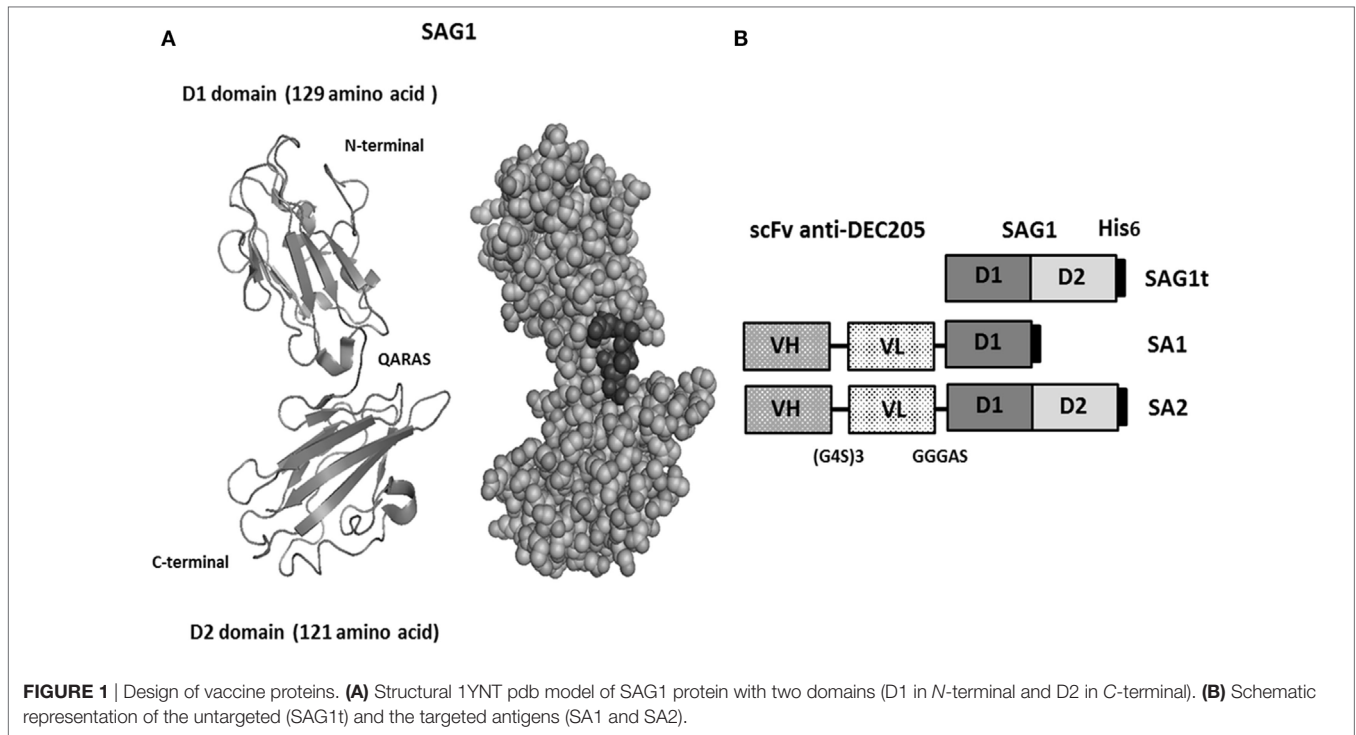 SAG1
A
D1 domain (129 amino acid )
N-terminal
QARAS
C-terminal
D2 domain (121 amino acid)
B
scFv anti-DEC205 SAG1 His6
D1 D2 SAG1t
VH VL D1 SA1
VH VL D1 D2 SA2
(G4S)3 GGGAS
FIGURE 1 | Design of vaccine proteins. (A) Structural 1YNT pdb model of SAG1 protein with two domains (D1 in N-terminal and D2 in C-terminal). (B) Schematic
representation of the untargeted (SAG1t) and the targeted antigens (SA1 and SA2).